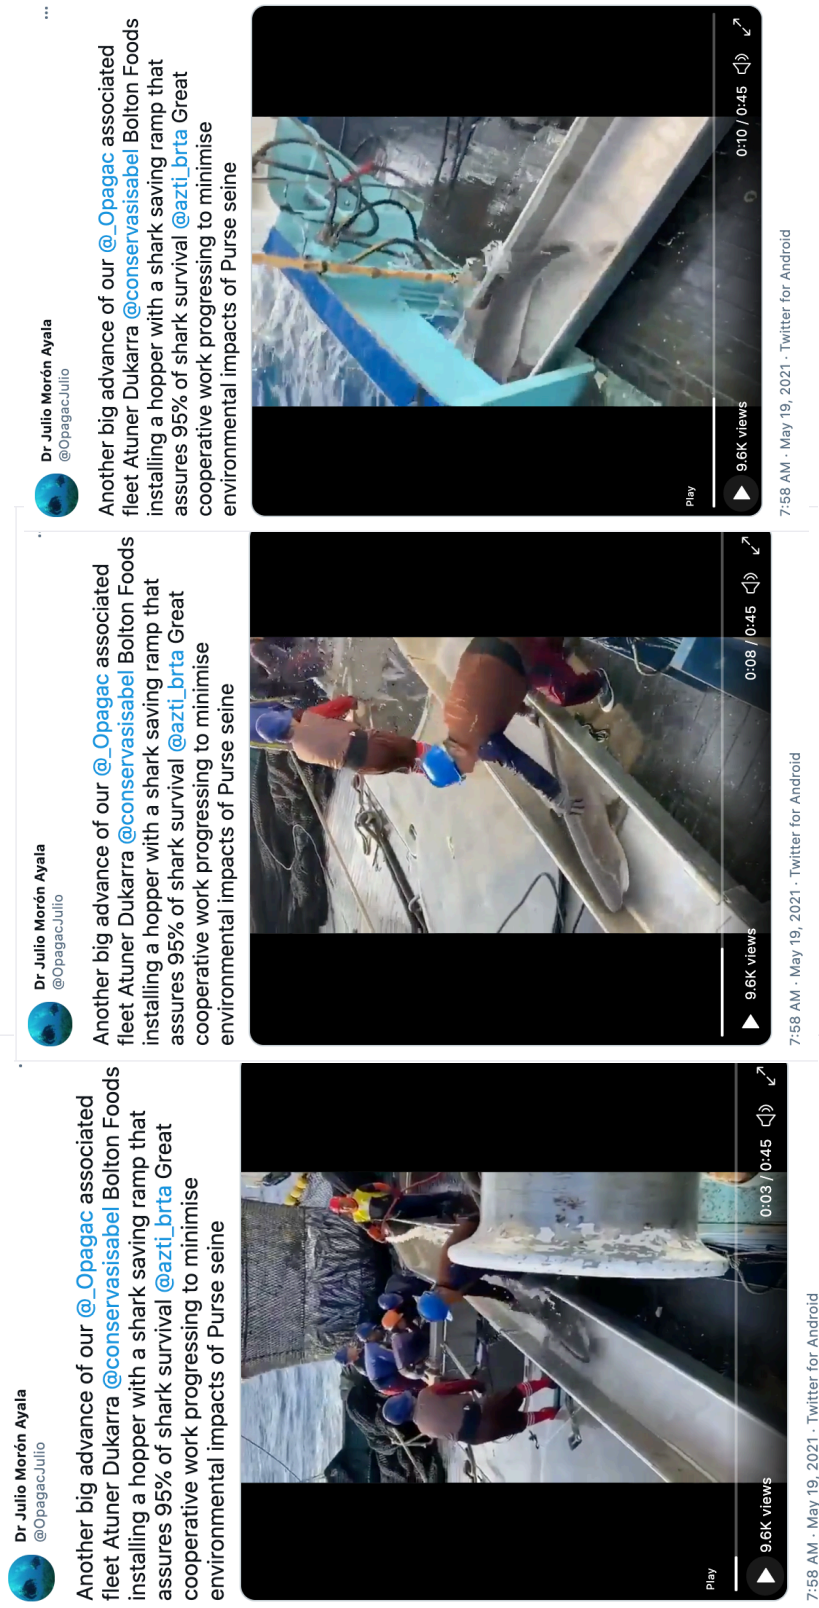 Dr Julio Morón Ayala
@OpagacJulio
Another big advance of our @_Opagac associated
fleet Atuner Dukarra @conservasisabel Bolton Foods
installing a hopper with a shark saving ramp that
assures 95% of shark survival @azti_brta Great
cooperative work progressing to minimise
environmental impacts of Purse seine
Play
9.6K views
0:03 / 0:45
7:58 AM · May 19, 2021 · Twitter for Android
Dr Julio Morón Ayala
@OpagacJulio
Another big advance of our @_Opagac associated
fleet Atuner Dukarra @conservasisabel Bolton Foods
installing a hopper with a shark saving ramp that
assures 95% of shark survival @azti_brta Great
cooperative work progressing to minimise
environmental impacts of Purse seine
9.6K views
0:08 / 0:45
7:58 AM · May 19, 2021 · Twitter for Android
Dr Julio Morón Ayala
@OpagacJulio
Another big advance of our @_Opagac associated
fleet Atuner Dukarra @conservasisabel Bolton Foods
installing a hopper with a shark saving ramp that
assures 95% of shark survival @azti_brta Great
cooperative work progressing to minimise
environmental impacts of Purse seine
Play
9.6K views
0:10 / 0:45
7:58 AM · May 19, 2021 · Twitter for Android